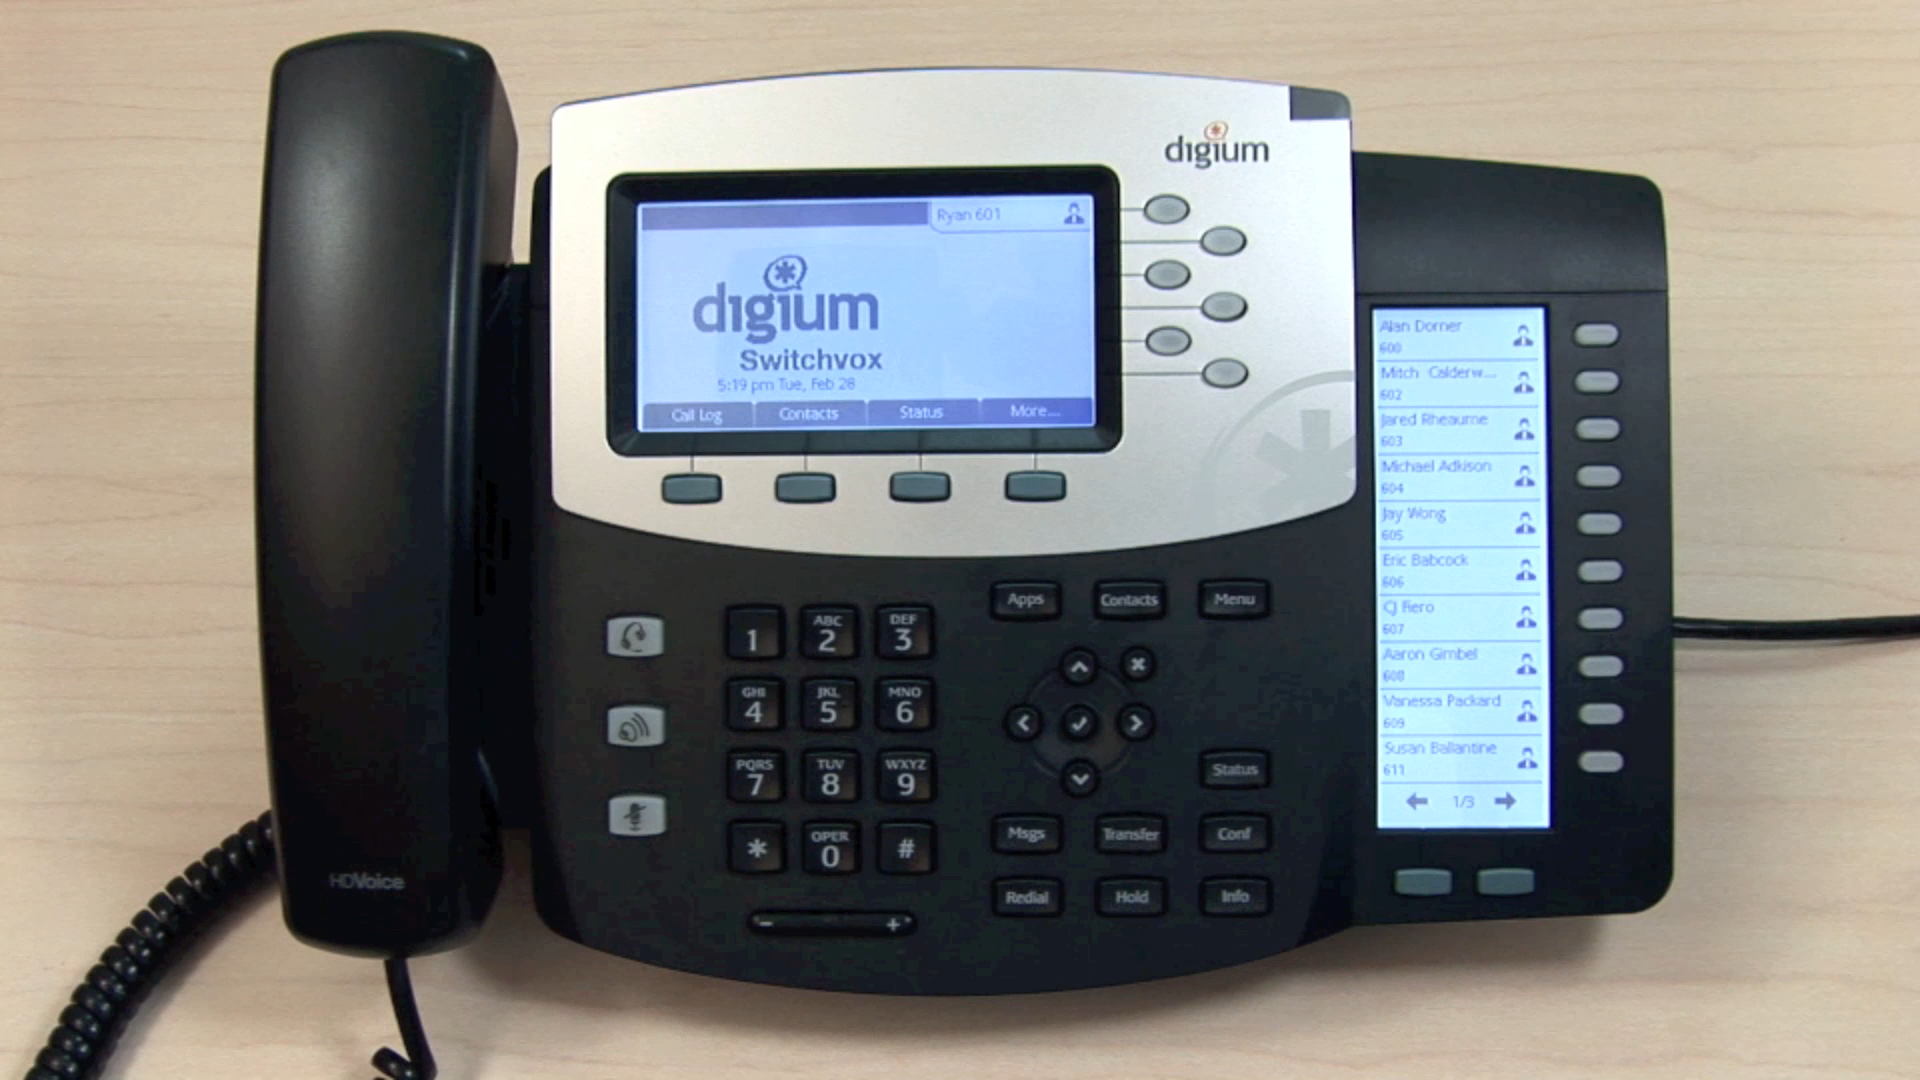 digium
Ryan 601
digium
Switchvox
5:19 pm Tue, Feb 28
Call Log Contacts Status More...
Alan Dorner
600
Mitch Calderw...
602
Jared Rheaume
603
Michael Adkison
604
Jay Wong
605
Eric Babcock
606
CJ Fiero
607
Aaron Gimbel
608
Vanessa Packard
609
Susan Ballantine
611
1/3
Apps Contacts Menu
1 ABC 2 DEF 3
GHI 4 JKL 5 MNO 6
PQRS 7 TUV 8 WXYZ 9
* OPER 0 #
- +
Status
Msgs Transfer Conf
Redial Hold Info
HDVoice